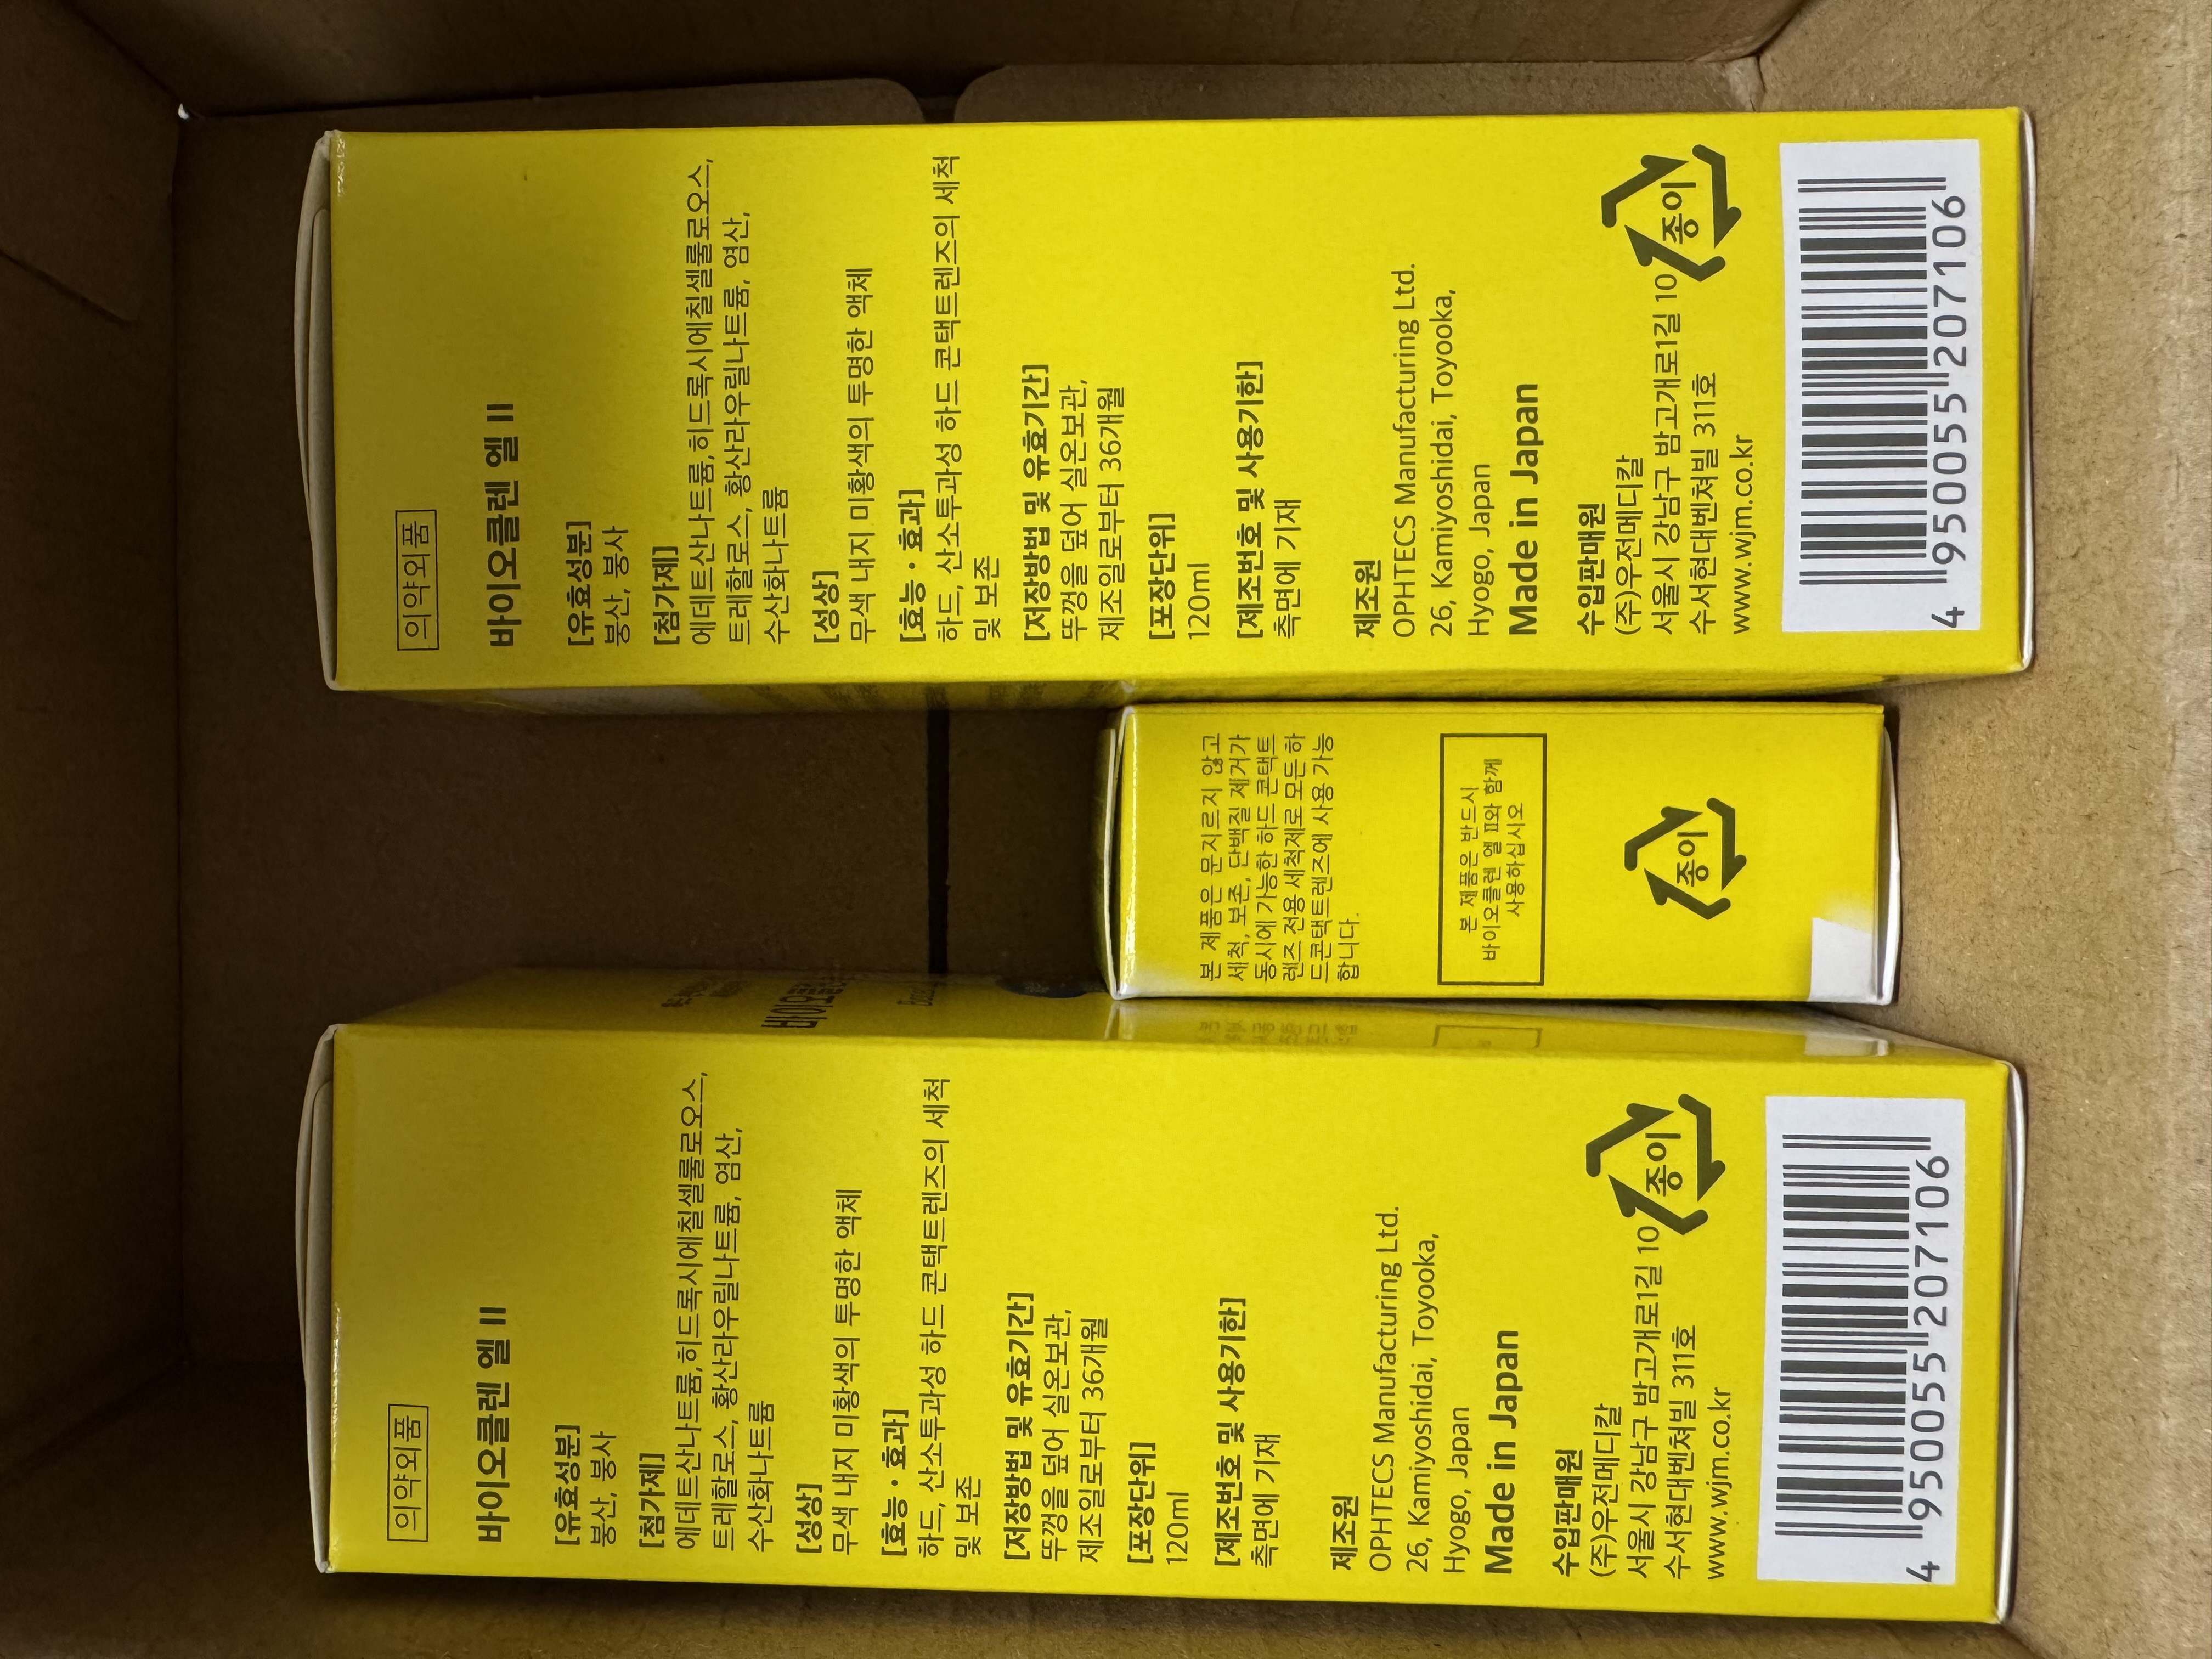 의약외품
바이오클렌 엘 II
[유효성분]
붕산, 붕사
[첨가제]
에데트산나트륨,히드록시에칠셀룰로오스,
트레할로스, 황산라우릴나트륨, 염산,
수산화나트륨
[성상]
무색 내지 미황색의 투명한 액체
[효능·효과]
하드, 산소투과성 하드 콘택트렌즈의 세척
및 보존
[저장방법 및 유효기간]
뚜껑을 덮어 실온보관,
제조일로부터 36개월
[포장단위]
120ml
[제조번호 및 사용기한]
측면에 기재
제조원
OPHTECS Manufacturing Ltd.
26, Kamiyoshidai, Toyooka,
Hyogo, Japan
Made in Japan
수입판매원
(주)우전메디칼
서울시 강남구 밤고개로1길 10
수서현대벤처빌 311호
www.wjm.co.kr
종이
4 950055 207106
본 제품은 문지르지 않고
세척, 보존, 단백질 제거가
동시에 가능한 하드 콘택트
렌즈 전용 세척제로 모든 하
드콘택트렌즈에 사용 가능
합니다.
본 제품은 반드시
바이오클렌 엘 II와 함께
사용하십시오
종이
의약외품
바이오클렌 엘 II
[유효성분]
붕산, 붕사
[첨가제]
에데트산나트륨,히드록시에칠셀룰로오스,
트레할로스, 황산라우릴나트륨, 염산,
수산화나트륨
[성상]
무색 내지 미황색의 투명한 액체
[효능·효과]
하드, 산소투과성 하드 콘택트렌즈의 세척
및 보존
[저장방법 및 유효기간]
뚜껑을 덮어 실온보관,
제조일로부터 36개월
[포장단위]
120ml
[제조번호 및 사용기한]
측면에 기재
제조원
OPHTECS Manufacturing Ltd.
26, Kamiyoshidai, Toyooka,
Hyogo, Japan
Made in Japan
수입판매원
(주)우전메디칼
서울시 강남구 밤고개로1길 10
수서현대벤처빌 311호
www.wjm.co.kr
종이
4 950055 207106